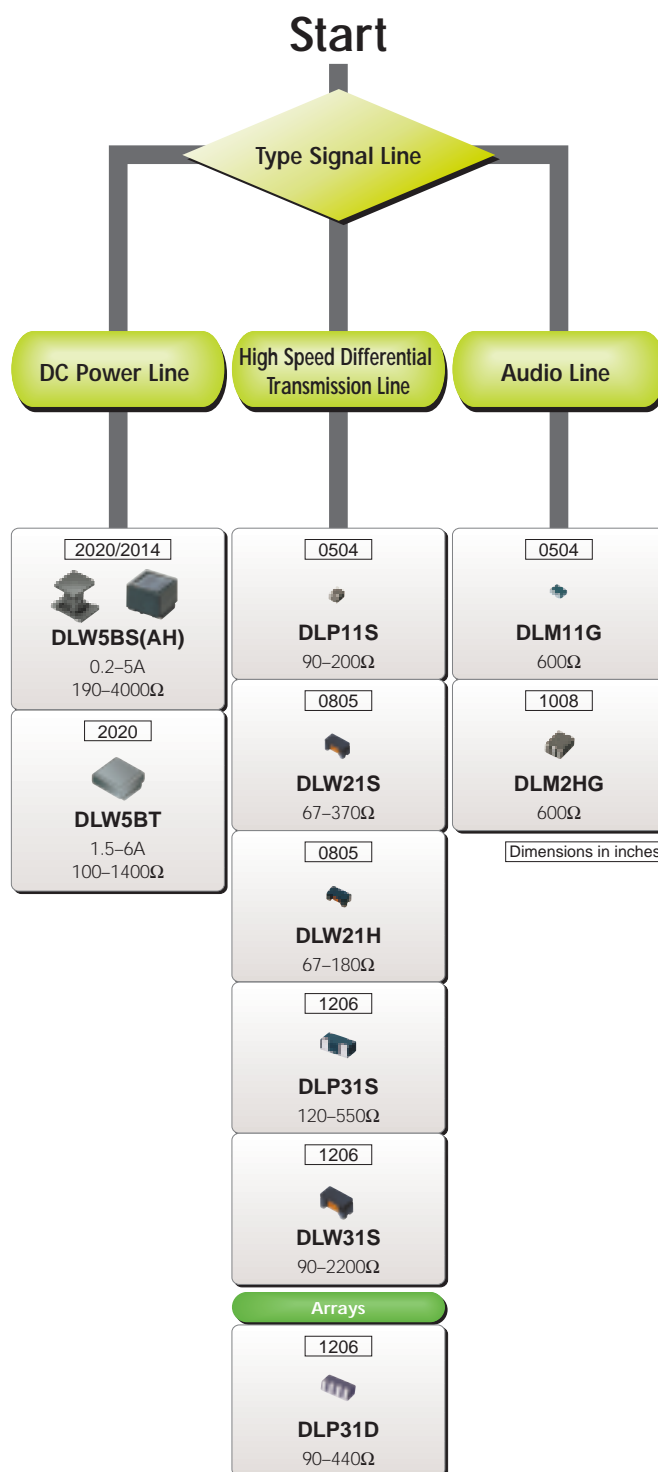 Start
Type Signal Line
DC Power Line
High Speed Differential
Transmission Line
Audio Line
2020/2014
DLW5BS(AH)
0.2–5A
190–4000Ω
2020
DLW5BT
1.5–6A
100–1400Ω
0504
DLP11S
90–200Ω
0805
DLW21S
67–370Ω
0805
DLW21H
67–180Ω
1206
DLP31S
120–550Ω
1206
DLW31S
90–2200Ω
Arrays
1206
DLP31D
90–440Ω
0504
DLM11G
600Ω
1008
DLM2HG
600Ω
Dimensions in inches